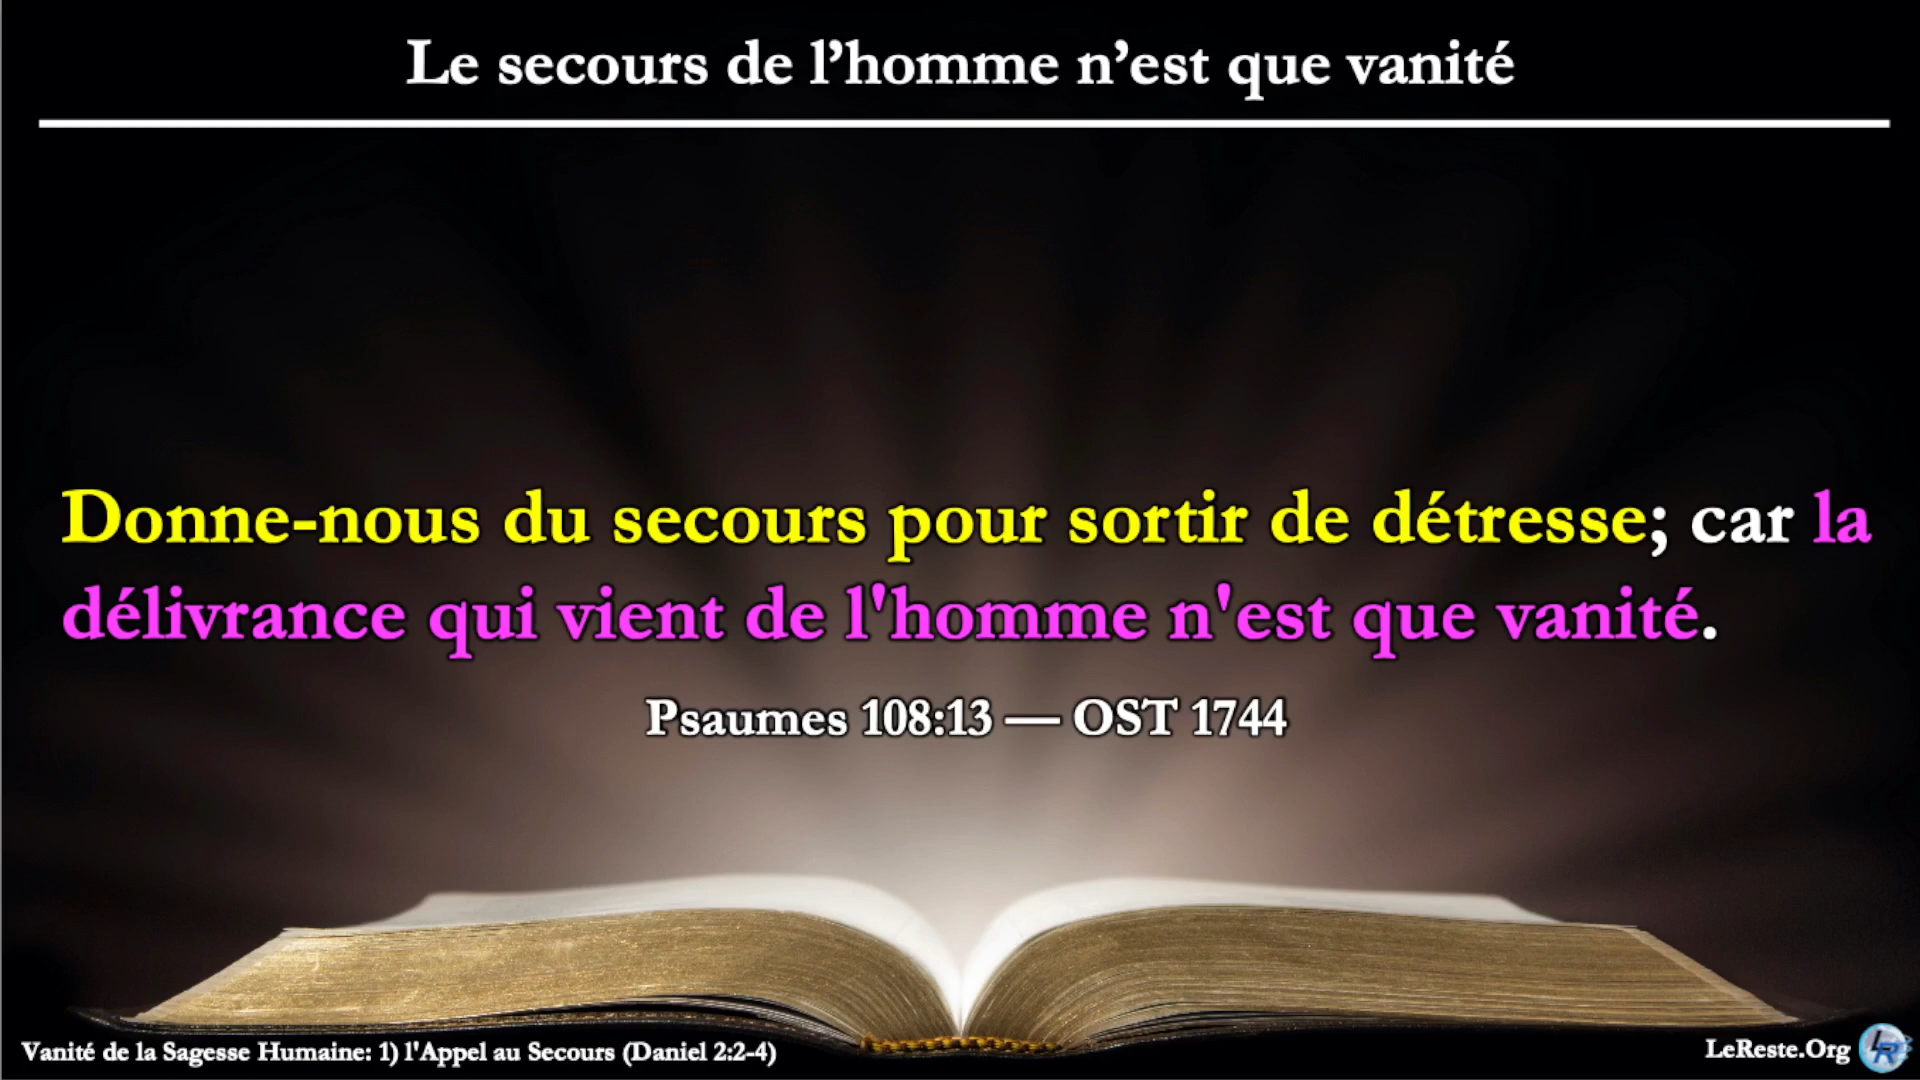 Le secours de l’homme n’est que vanité
Donne-nous du secours pour sortir de détresse; car la
délivrance qui vient de l'homme n'est que vanité.
Psaumes 108:13 — OST 1744
Vanité de la Sagesse Humaine: 1) l'Appel au Secours (Daniel 2:2-4)
LeReste.Org
LR